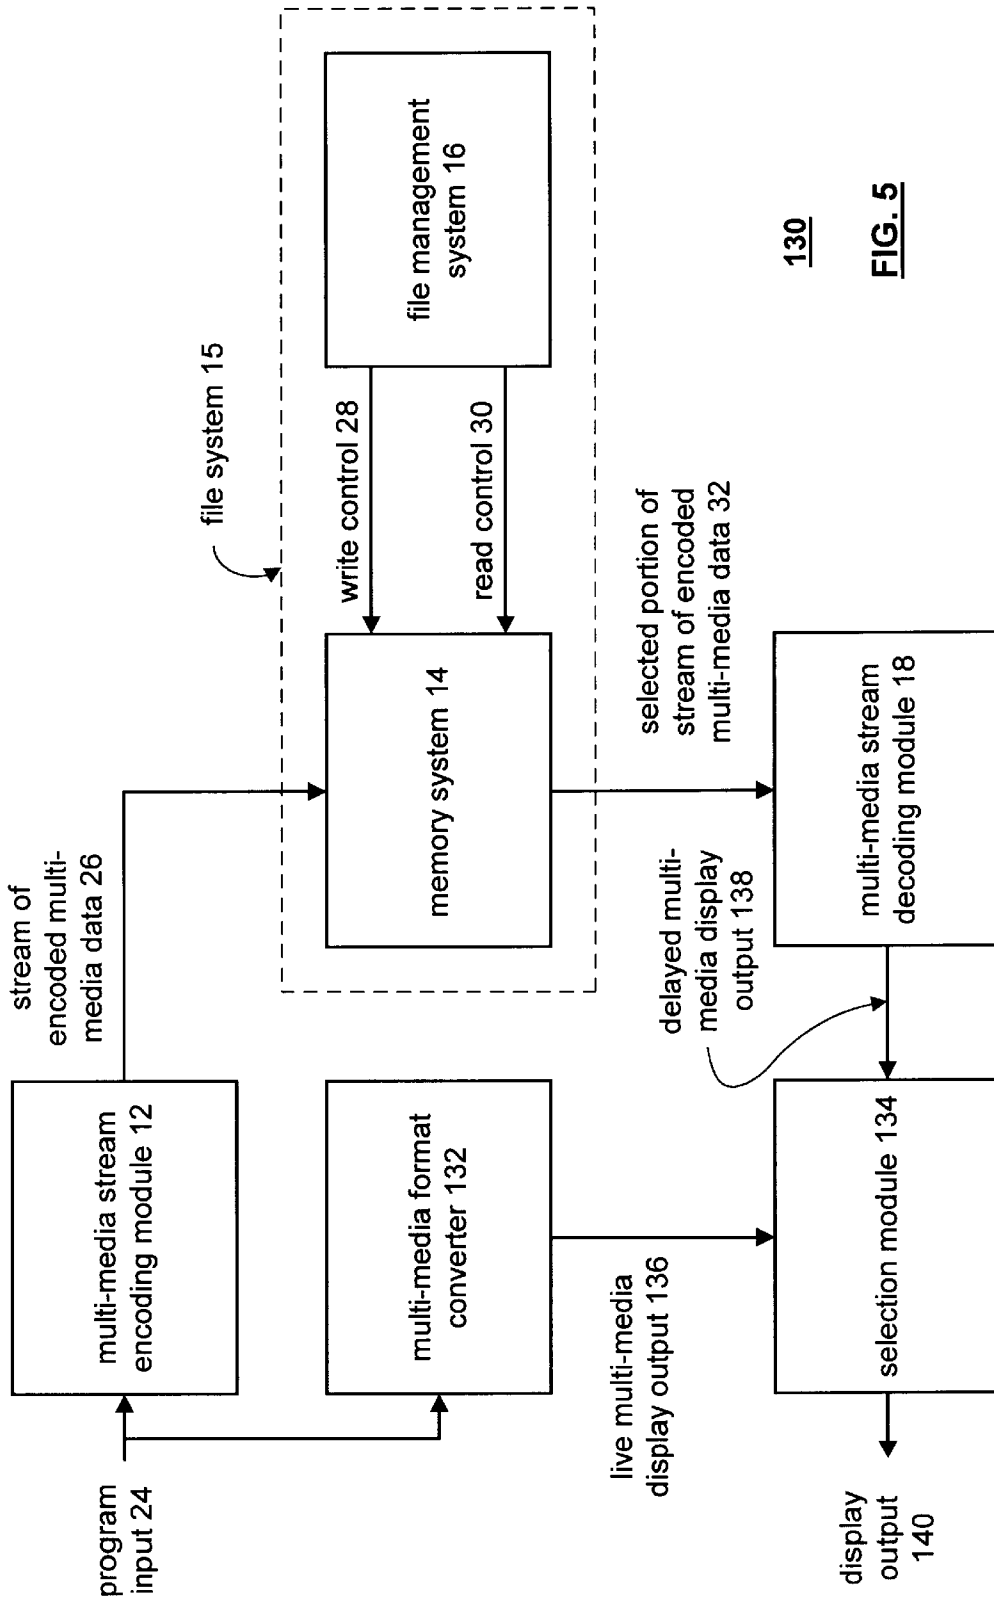 program
input 24
multi-media stream
encoding module 12
stream of
encoded multi-
media data 26
file system 15
multi-media format
converter 132
memory system 14
write control 28
read control 30
file management
system 16
live multi-media
display output 136
delayed multi-
media display
output 138
selected portion of
stream of encoded
multi-media data 32
display
output
140
selection module 134
multi-media stream
decoding module 18
130
FIG. 5